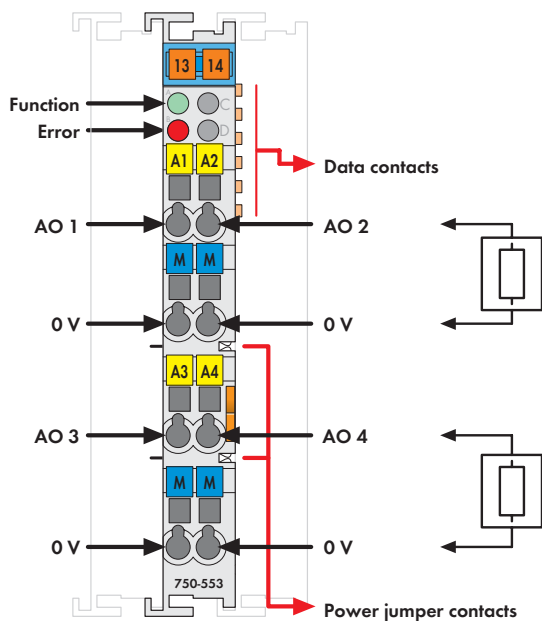 13 14
A C
Function
Error
B D
A1 A2
Data contacts
AO 1
AO 2
M M
0 V
0 V
A3 A4
AO 3
AO 4
M M
0 V
0 V
750-553
Power jumper contacts